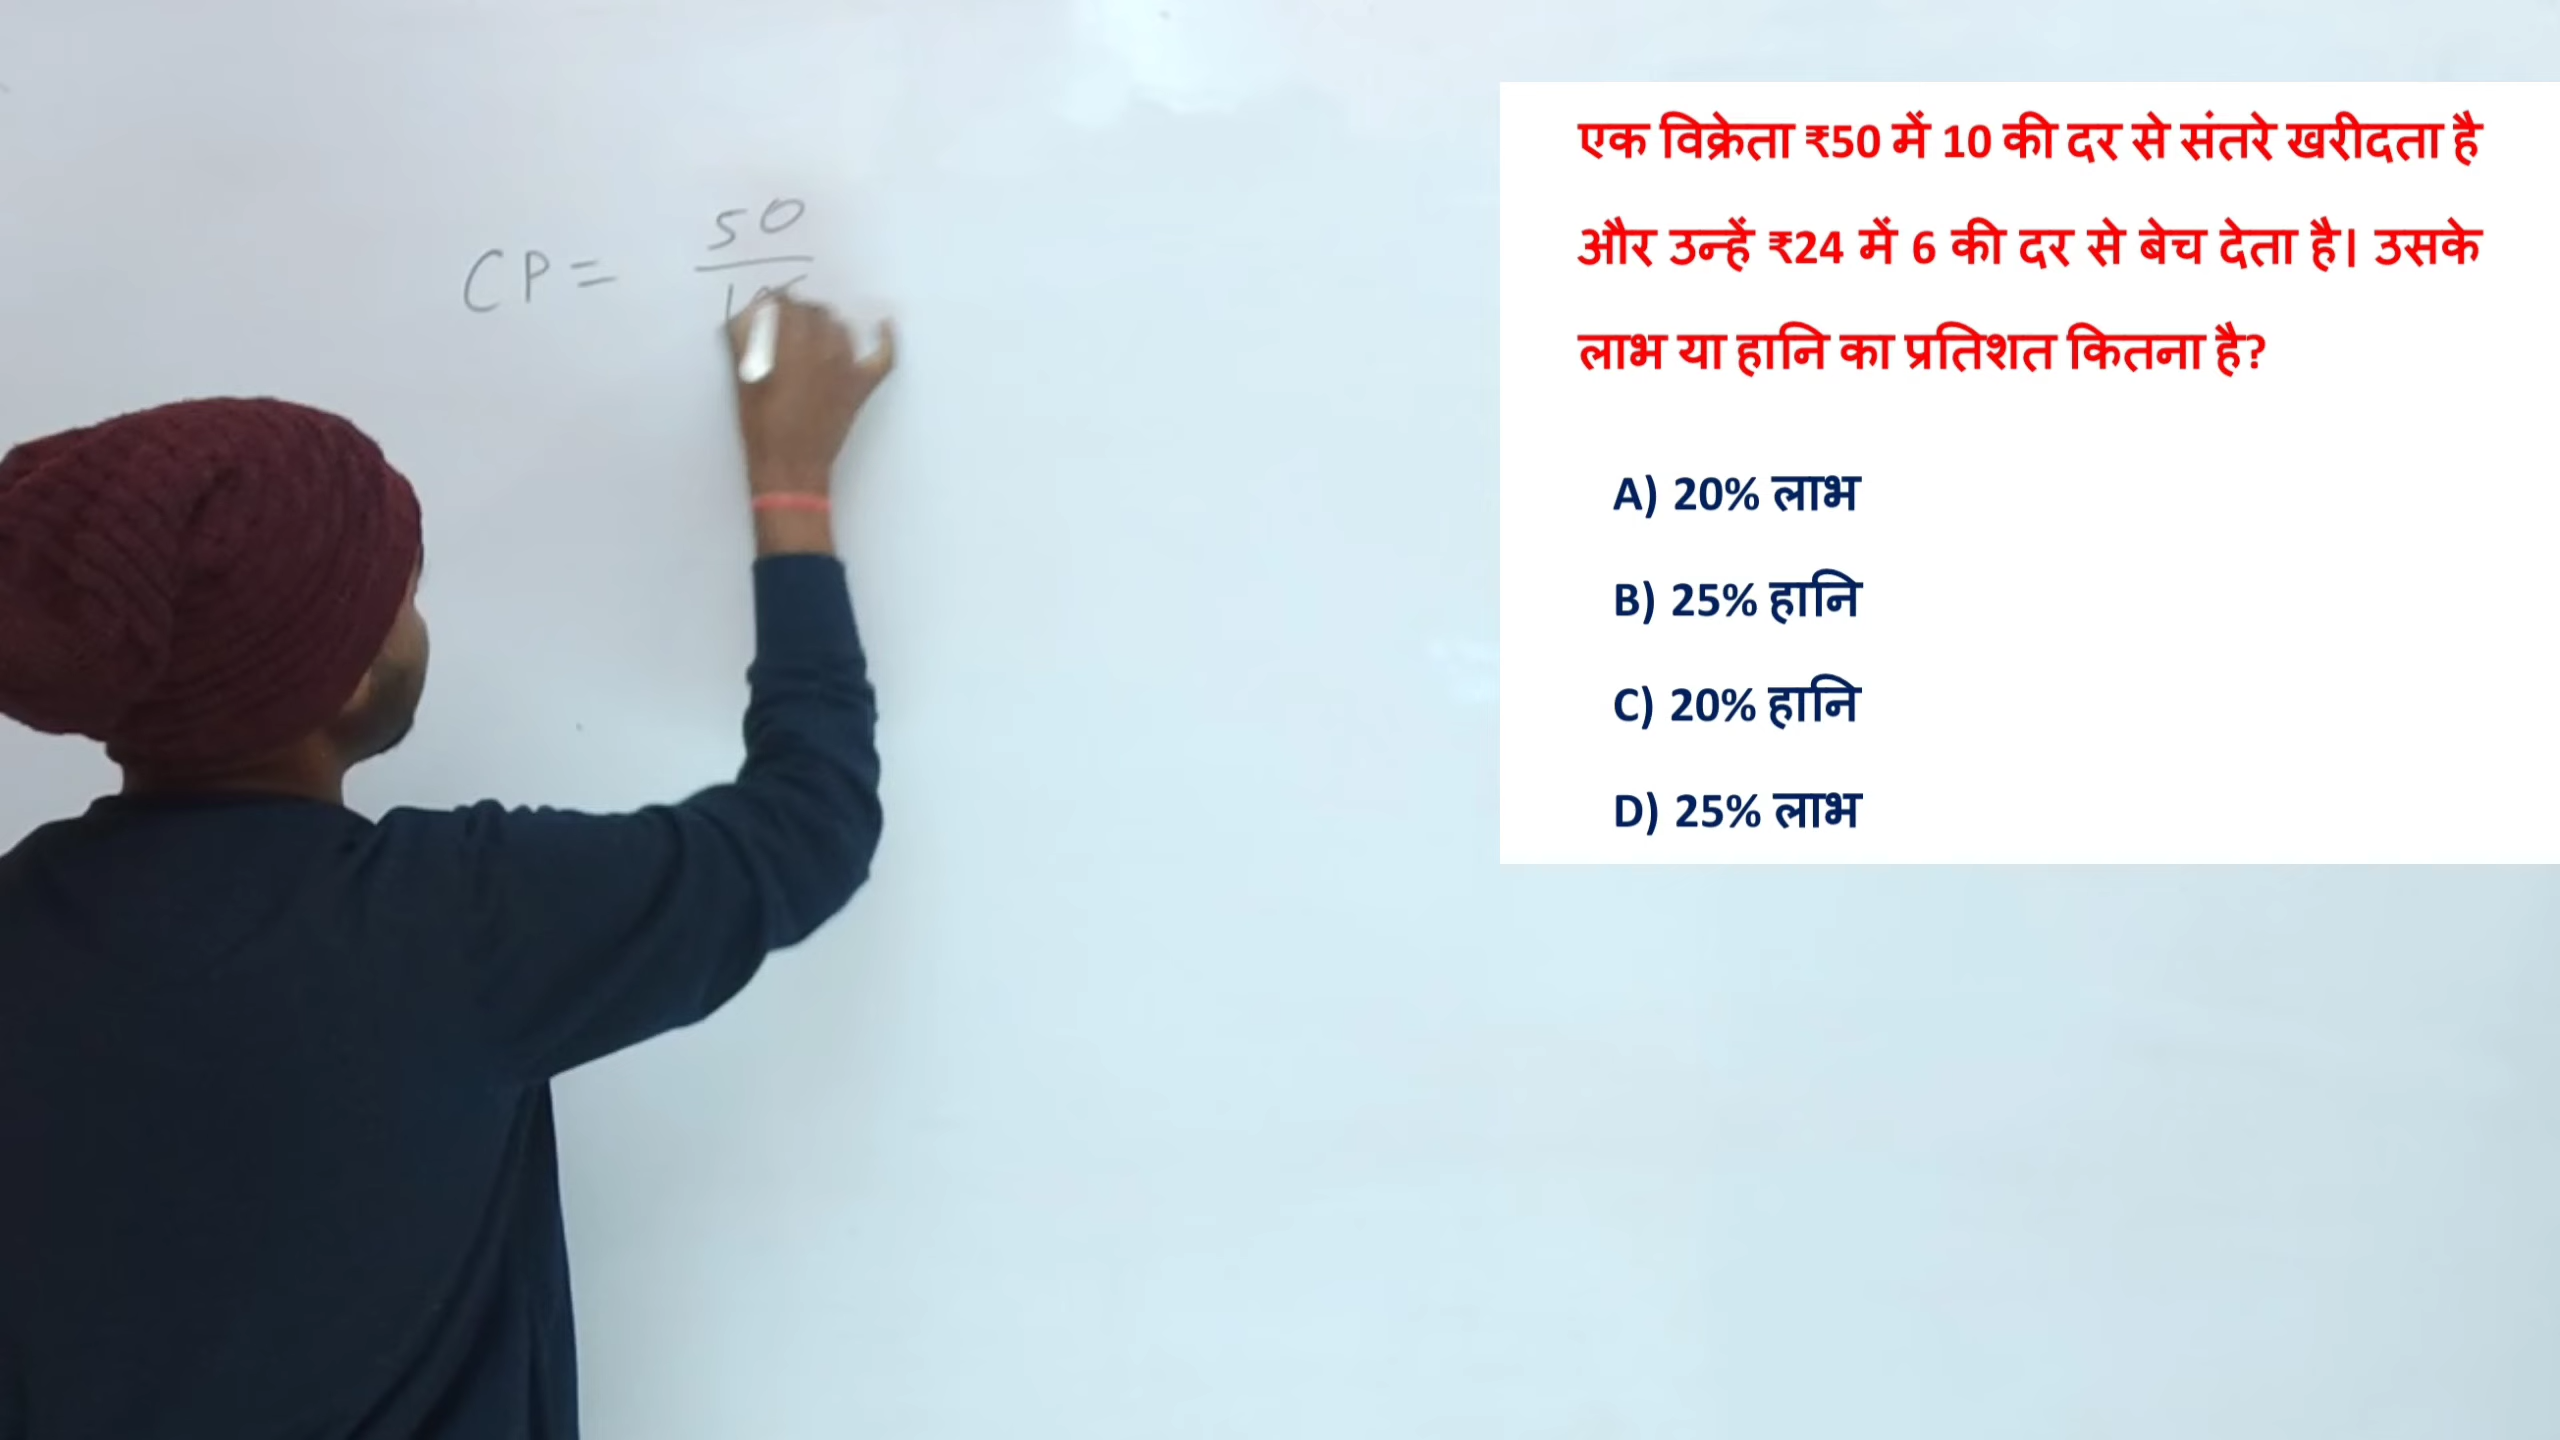 CP = 50
एक विक्रेता ₹50 में 10 की दर से संतरे खरीदता है
और उन्हें ₹24 में 6 की दर से बेच देता है। उसके
लाभ या हानि का प्रतिशत कितना है?
A) 20% लाभ
B) 25% हानि
C) 20% हानि
D) 25% लाभ